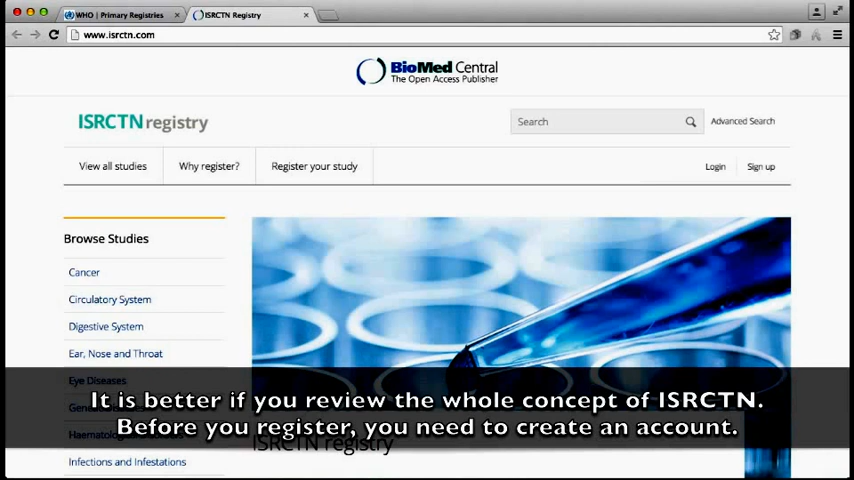 WHO | Primary Registries
ISRCTN Registry
www.isrctn.com
BioMed Central
The Open Access Publisher
ISRCTN registry
Search
Advanced Search
View all studies
Why register?
Register your study
Login
Sign up
Browse Studies
Cancer
Circulatory System
Digestive System
Ear, Nose and Throat
Eye Diseases
It is better if you review the whole concept of ISRCTN.
Before you register, you need to create an account.
ISRCTN registry
Infections and Infestations